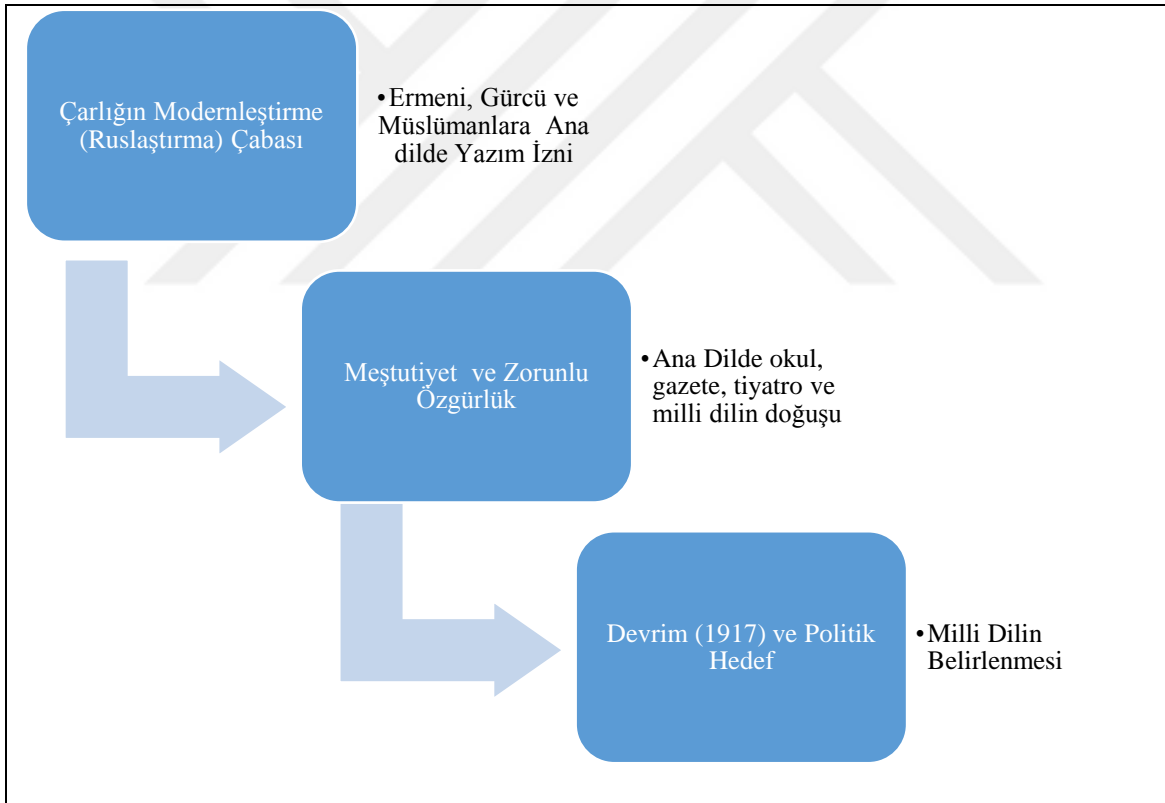 Çarlığın Modernleştirme
(Ruslaştırma) Çabası
•Ermeni, Gürcü ve
Müslümanlara Ana
dilde Yazım İzni
Meştutiyet ve Zorunlu
Özgürlük
•Ana Dilde okul,
gazete, tiyatro ve
milli dilin doğuşu
Devrim (1917) ve Politik
Hedef
•Milli Dilin
Belirlenmesi